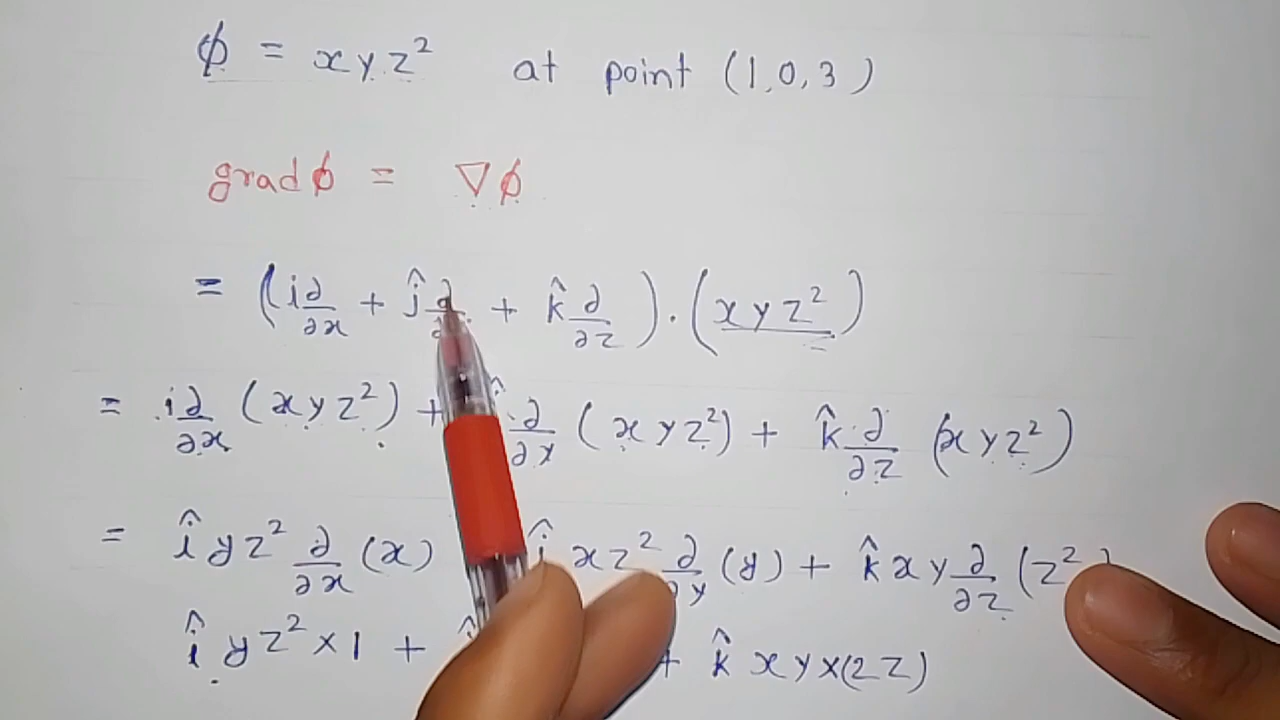 ϕ = xyz² at point (1,0,3)
grad ϕ = ∇ϕ
= (i∂/∂x + ĵ∂ + k̂∂/∂z) · (xyz²)
= i∂/∂x (xyz²) + ∂/∂y (xyz²) + k̂∂/∂z (xyz²)
= î yz² ∂/∂x (x) xz² ∂/∂y (y) + k̂xy ∂/∂z (z²)
î yz² × 1 + + k̂ xy×(2z)